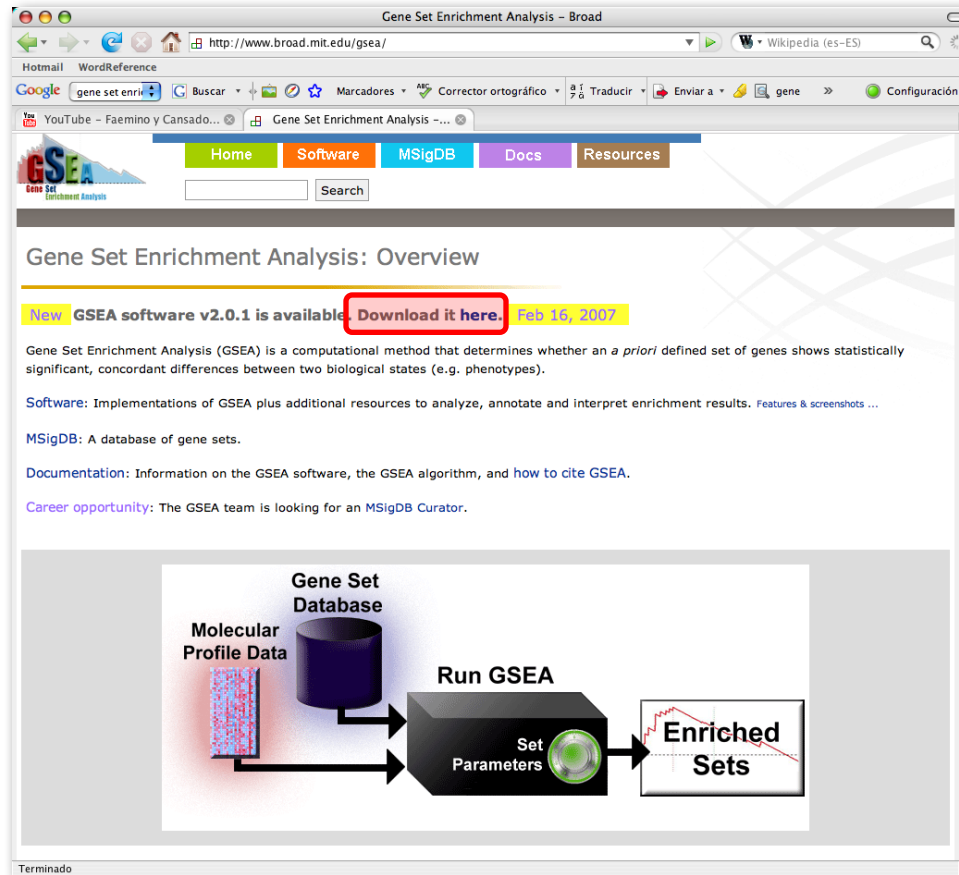 Gene Set Enrichment Analysis – Broad
http://www.broad.mit.edu/gsea/
W Wikipedia (es-ES)
Hotmail WordReference
Google gene set enri G Buscar Marcadores ABC Corrector ortográfico Traducir Enviar a gene » Configuración
You YouTube – Faemino y Cansado... Gene Set Enrichment Analysis –...
Home Software MSigDB Docs Resources
GSEA
Gene Set
Enrichment Analysis
Search
Gene Set Enrichment Analysis: Overview
New GSEA software v2.0.1 is available. Download it here. Feb 16, 2007
Gene Set Enrichment Analysis (GSEA) is a computational method that determines whether an a priori defined set of genes shows statistically
significant, concordant differences between two biological states (e.g. phenotypes).
Software: Implementations of GSEA plus additional resources to analyze, annotate and interpret enrichment results. Features & screenshots ...
MSigDB: A database of gene sets.
Documentation: Information on the GSEA software, the GSEA algorithm, and how to cite GSEA.
Career opportunity: The GSEA team is looking for an MSigDB Curator.
Gene Set
Database
Molecular
Profile Data
Run GSEA
Set
Parameters
Enriched
Sets
Terminado